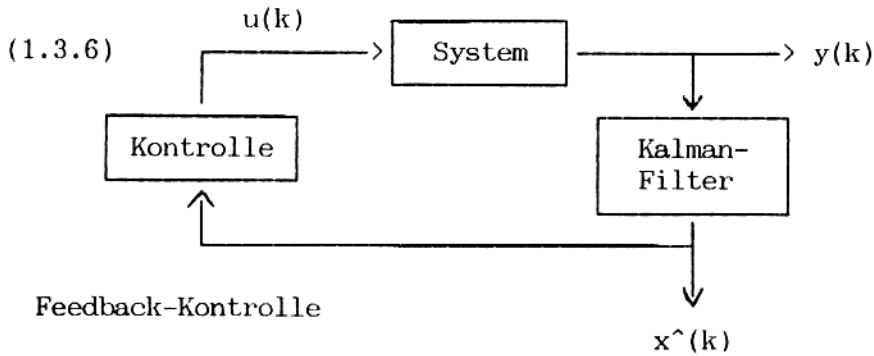 u(k)
(1.3.6)
System
y(k)
Kontrolle
Kalman-
Filter
Feedback-Kontrolle
x^(k)